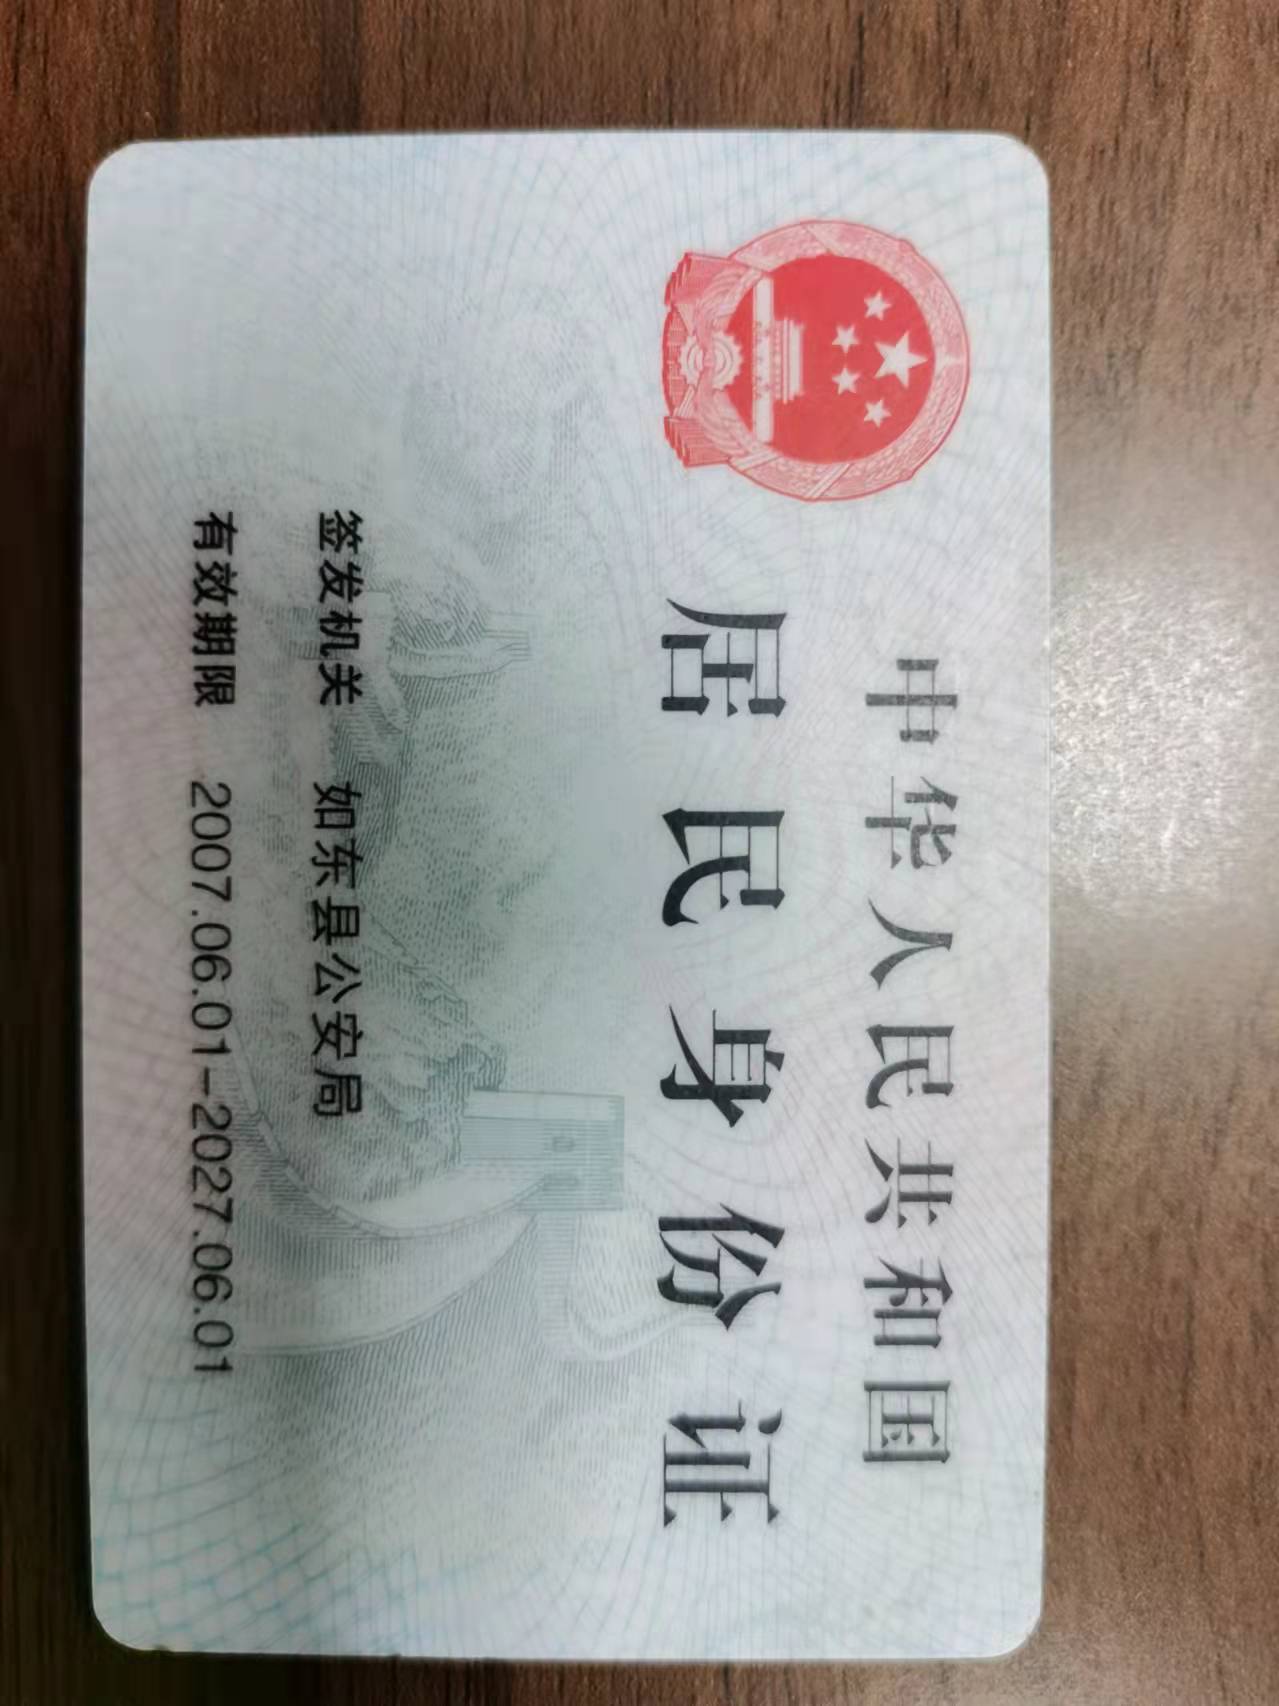 中华人民共和国
居民身份证
签发机关 如东县公安局
有效期限 2007.06.01-2027.06.01